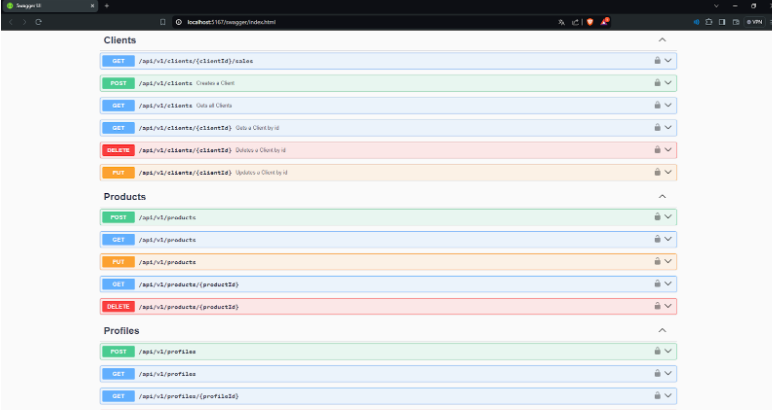 Swagger UI
localhost:5167/swagger/index.html
VPN
Clients
GET /api/v1/clients/{clientId}/sales
POST /api/v1/clients Creates a Client
GET /api/v1/clients Gets all Clients
GET /api/v1/clients/{clientId} Gets a Client by id
DELETE /api/v1/clients/{clientId} Deletes a Client by id
PUT /api/v1/clients/{clientId} Updates a Client by id
Products
POST /api/v1/products
GET /api/v1/products
PUT /api/v1/products
GET /api/v1/products/{productId}
DELETE /api/v1/products/{productId}
Profiles
POST /api/v1/profiles
GET /api/v1/profiles
GET /api/v1/profiles/{profileId}